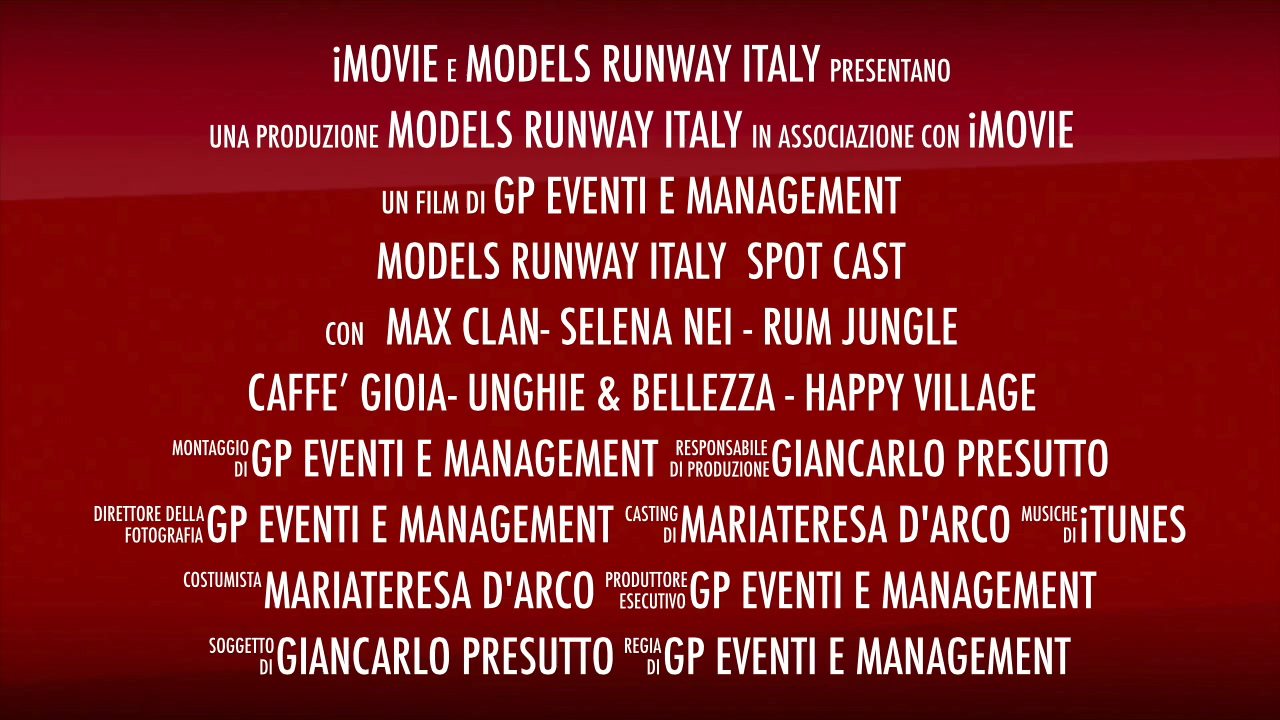 iMOVIE E MODELS RUNWAY ITALY PRESENTANO
UNA PRODUZIONE MODELS RUNWAY ITALY IN ASSOCIAZIONE CON iMOVIE
UN FILM DI GP EVENTI E MANAGEMENT
MODELS RUNWAY ITALY SPOT CAST
CON MAX CLAN- SELENA NEI - RUM JUNGLE
CAFFE’ GIOIA- UNGHIE & BELLEZZA - HAPPY VILLAGE
MONTAGGIO DI GP EVENTI E MANAGEMENT RESPONSABILE DI PRODUZIONE GIANCARLO PRESUTTO
DIRETTORE DELLA FOTOGRAFIA GP EVENTI E MANAGEMENT CASTING DI MARIATERESA D'ARCO MUSICHE DI iTUNES
COSTUMISTA MARIATERESA D'ARCO PRODUTTORE ESECUTIVO GP EVENTI E MANAGEMENT
SOGGETTO DI GIANCARLO PRESUTTO REGIA DI GP EVENTI E MANAGEMENT